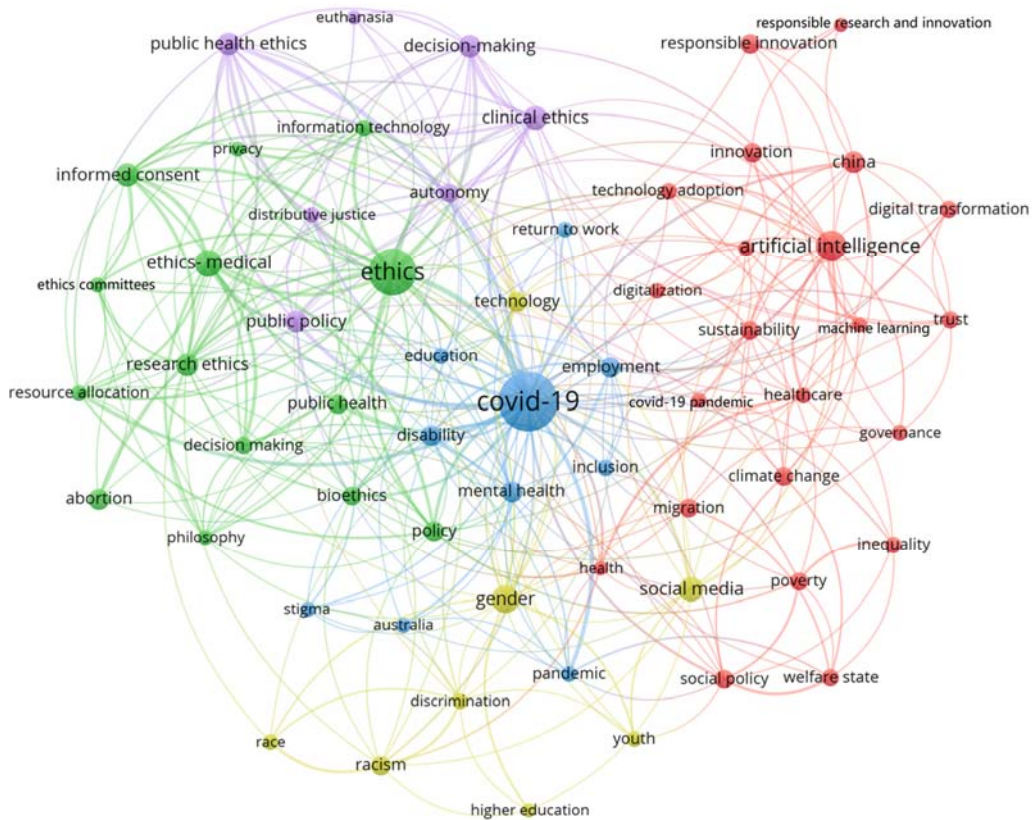 euthanasia
responsible research and innovation
public health ethics
decision-making
responsible innovation
clinical ethics
information technology
privacy
innovation
china
informed consent
autonomy
technology adoption
distributive justice
digital transformation
return to work
ethics- medical
ethics
artificial intelligence
ethics committees
technology
digitalization
public policy
sustainability
machine learning
trust
education
research ethics
employment
resource allocation
public health
covid-19
covid-19 pandemic
healthcare
decision making
disability
governance
inclusion
climate change
abortion
bioethics
mental health
migration
philosophy
policy
inequality
health
poverty
gender
social media
stigma
australia
pandemic
social policy
welfare state
discrimination
race
youth
racism
higher education